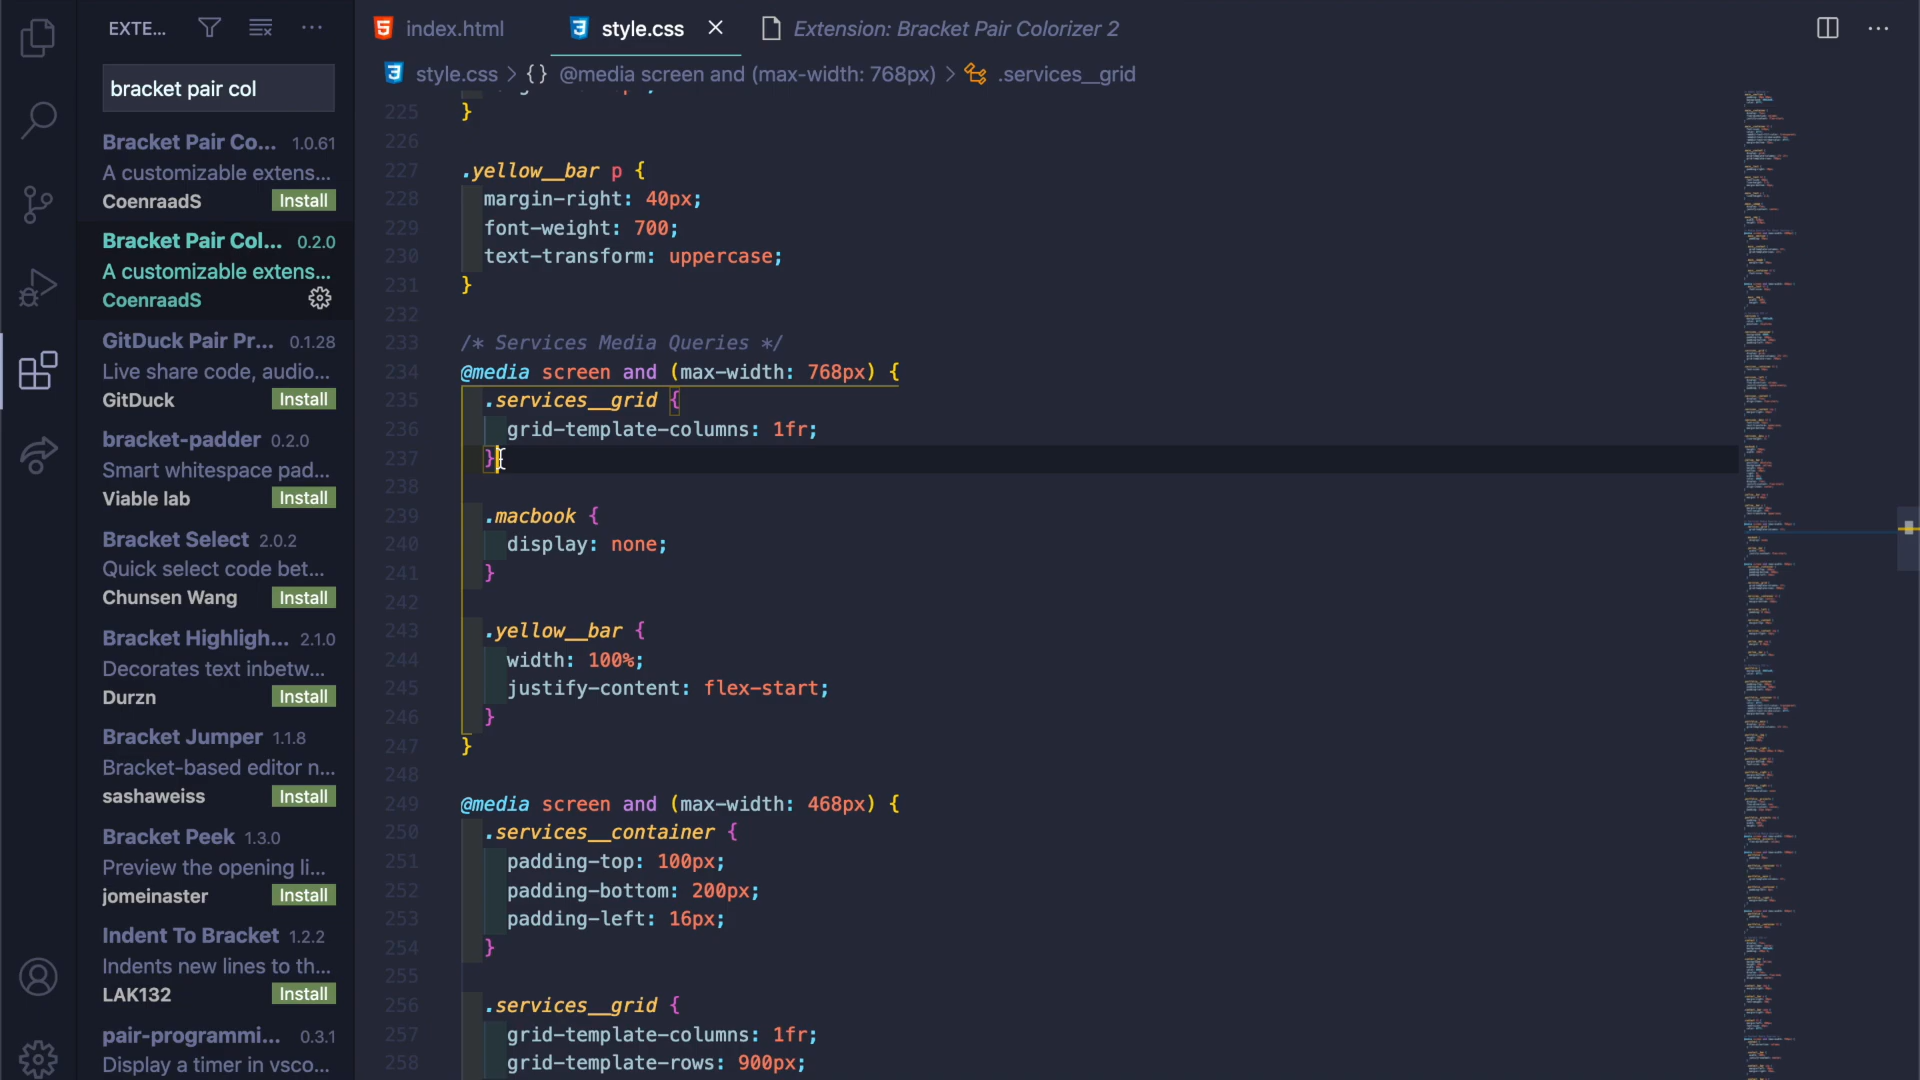 EXTE...
bracket pair col
Bracket Pair Co... 1.0.61
A customizable extens...
CoenraadS Install
Bracket Pair Col... 0.2.0
A customizable extens...
CoenraadS
GitDuck Pair Pr... 0.1.28
Live share code, audio...
GitDuck Install
bracket-padder 0.2.0
Smart whitespace pad...
Viable lab Install
Bracket Select 2.0.2
Quick select code bet...
Chunsen Wang Install
Bracket Highligh... 2.1.0
Decorates text inbetw...
Durzn Install
Bracket Jumper 1.1.8
Bracket-based editor n...
sashaweiss Install
Bracket Peek 1.3.0
Preview the opening li...
jomeinaster Install
Indent To Bracket 1.2.2
Indents new lines to th...
LAK132 Install
pair-programmi... 0.3.1
Display a timer in vsco...
index.html style.css Extension: Bracket Pair Colorizer 2
style.css > {} @media screen and (max-width: 768px) > .services__grid
225 }
226
227 .yellow__bar p {
228 margin-right: 40px;
229 font-weight: 700;
230 text-transform: uppercase;
231 }
232
233 /* Services Media Queries */
234 @media screen and (max-width: 768px) {
235 .services__grid {
236 grid-template-columns: 1fr;
237 }
238
239 .macbook {
240 display: none;
241 }
242
243 .yellow__bar {
244 width: 100%;
245 justify-content: flex-start;
246 }
247 }
248
249 @media screen and (max-width: 468px) {
250 .services__container {
251 padding-top: 100px;
252 padding-bottom: 200px;
253 padding-left: 16px;
254 }
255
256 .services__grid {
257 grid-template-columns: 1fr;
258 grid-template-rows: 900px;